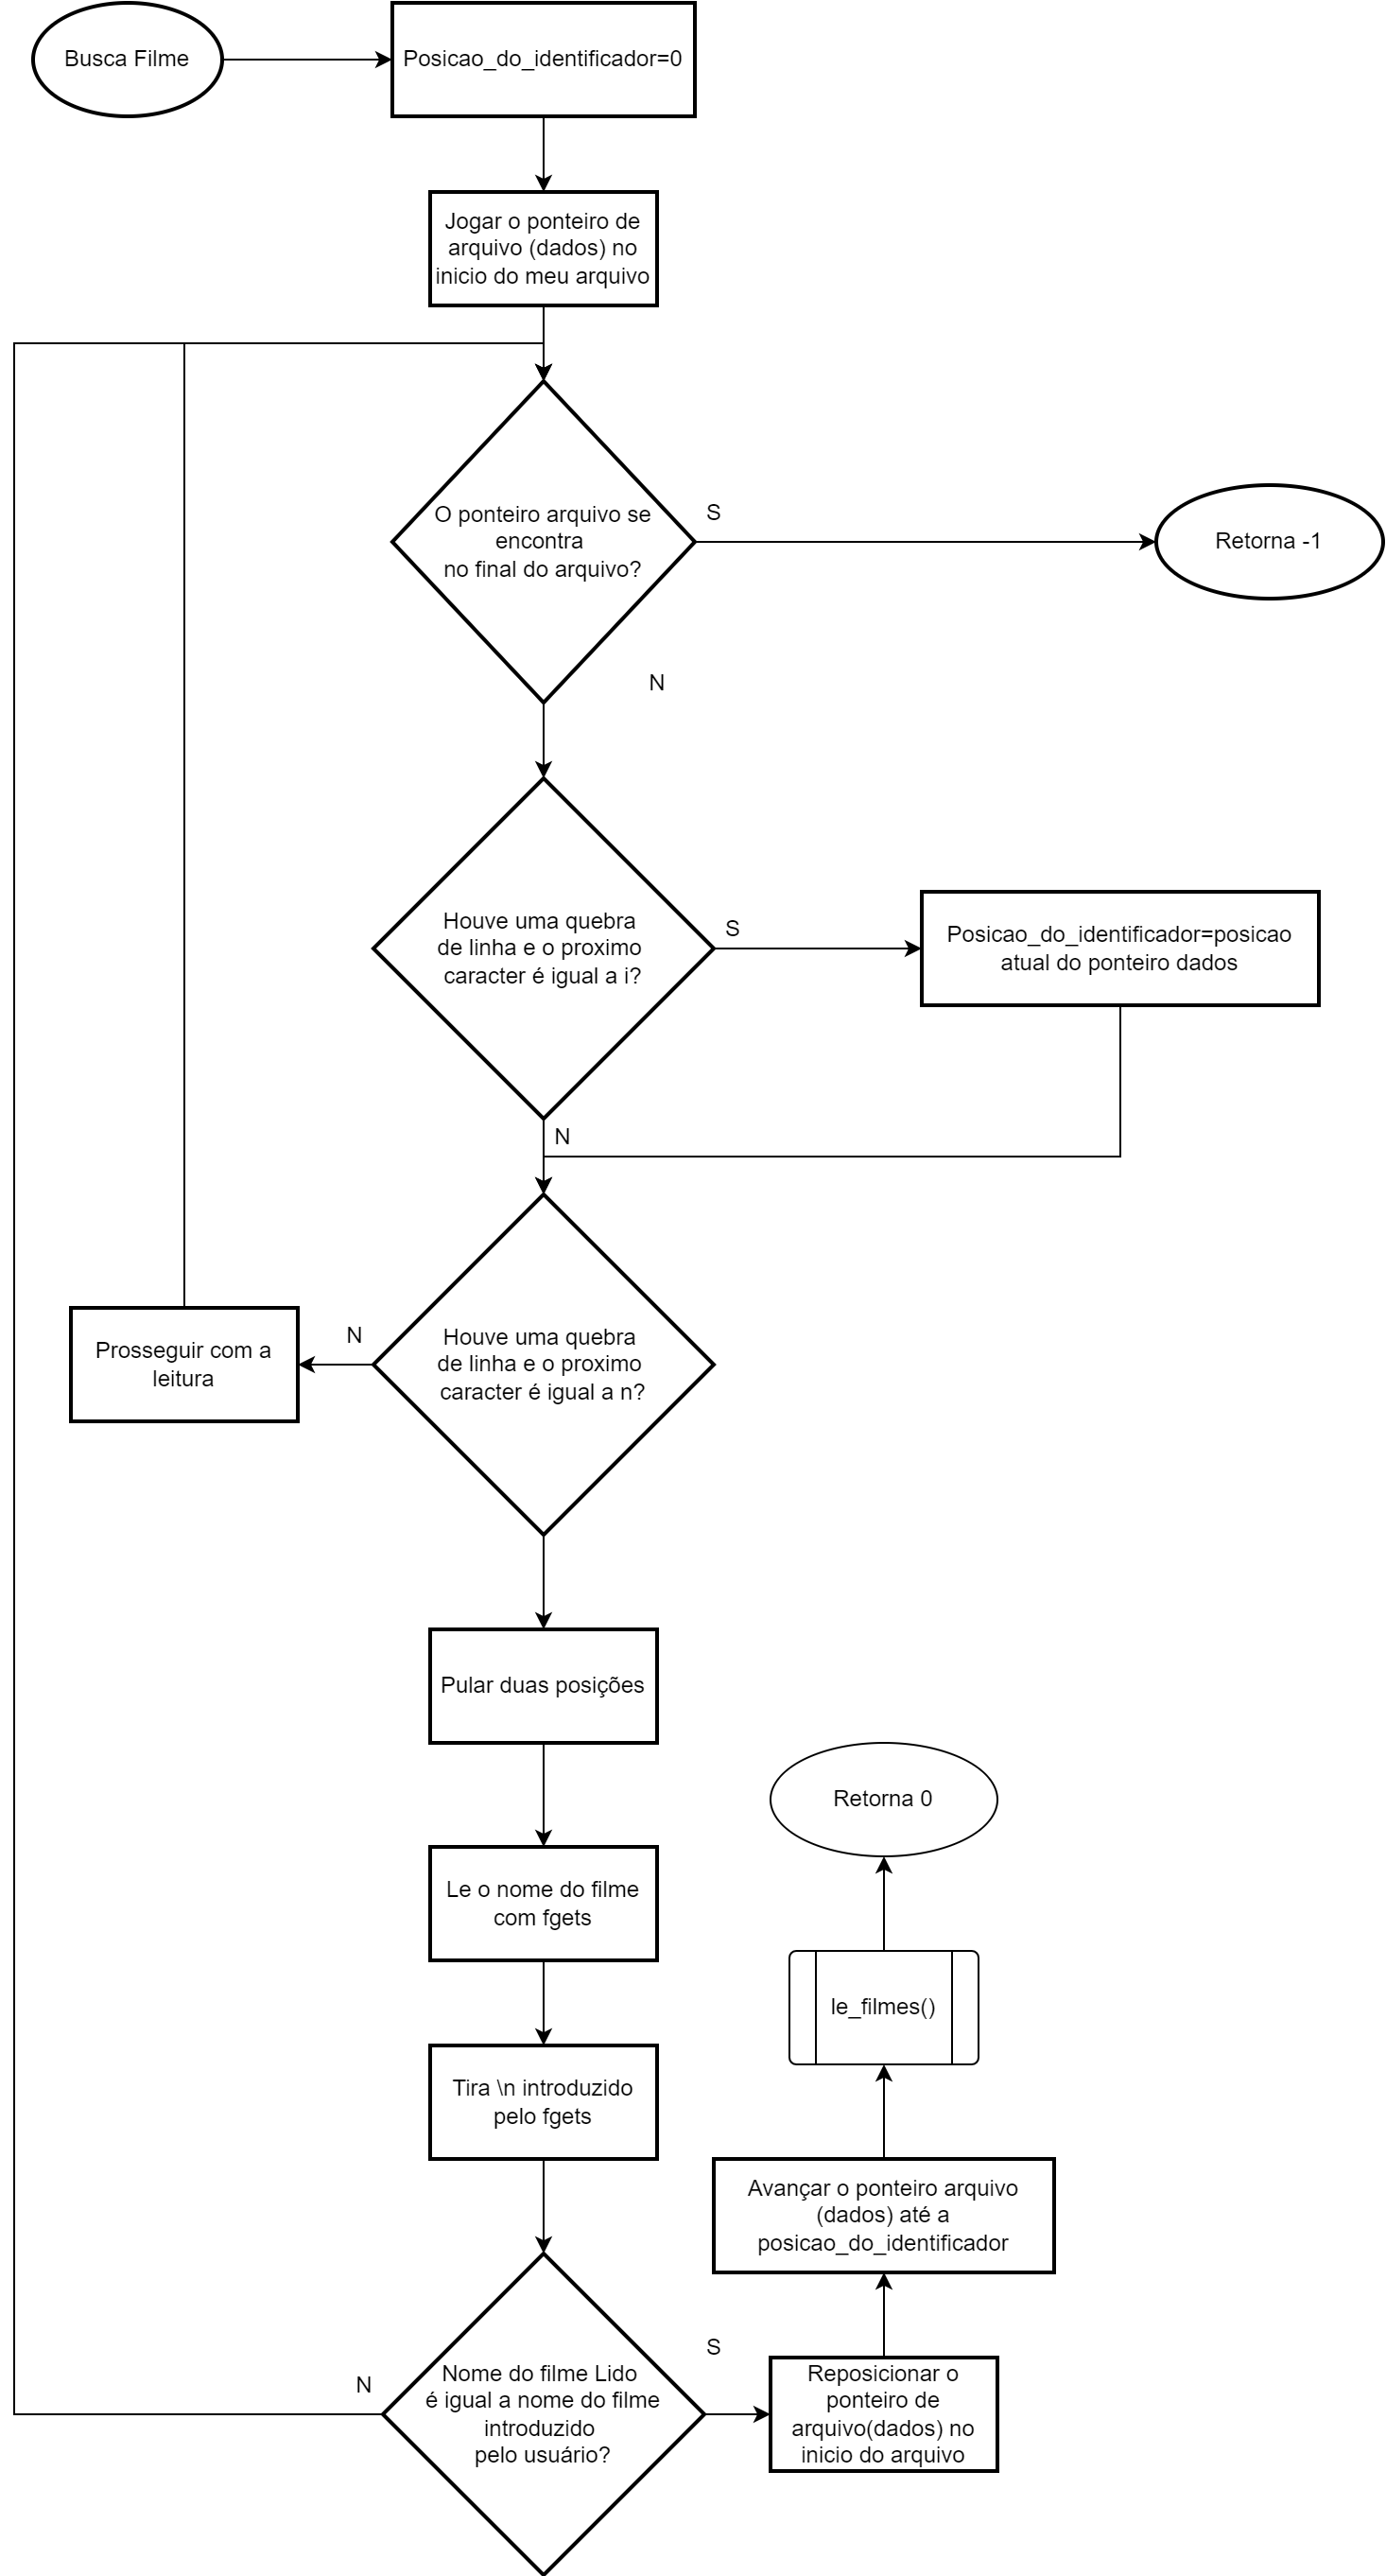 Busca Filme
Posicao_do_identificador=0
Jogar o ponteiro de
arquivo (dados) no
inicio do meu arquivo
O ponteiro arquivo se
encontra
no final do arquivo?
S
Retorna -1
N
Houve uma quebra
de linha e o proximo
caracter é igual a i?
S
Posicao_do_identificador=posicao
atual do ponteiro dados
N
Houve uma quebra
de linha e o proximo
caracter é igual a n?
N
Prosseguir com a
leitura
Pular duas posições
Le o nome do filme
com fgets
Tira \n introduzido
pelo fgets
Nome do filme Lido
é igual a nome do filme
introduzido
pelo usuário?
N
S
Reposicionar o
ponteiro de
arquivo(dados) no
inicio do arquivo
Avançar o ponteiro arquivo
(dados) até a
posicao_do_identificador
le_filmes()
Retorna 0